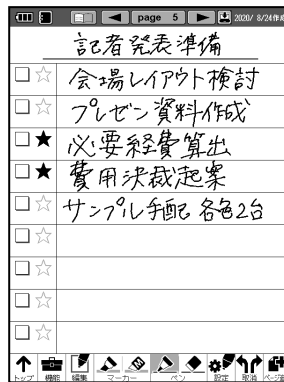 page 5 2020/ 8/24作成
記者発表準備
会場レイアウト検討
プレゼン資料作成
必要経費算出
費用決裁起案
サンプル手配 各色2台
トップ 機能 編集 マーカー ペン 設定 取消 ページ